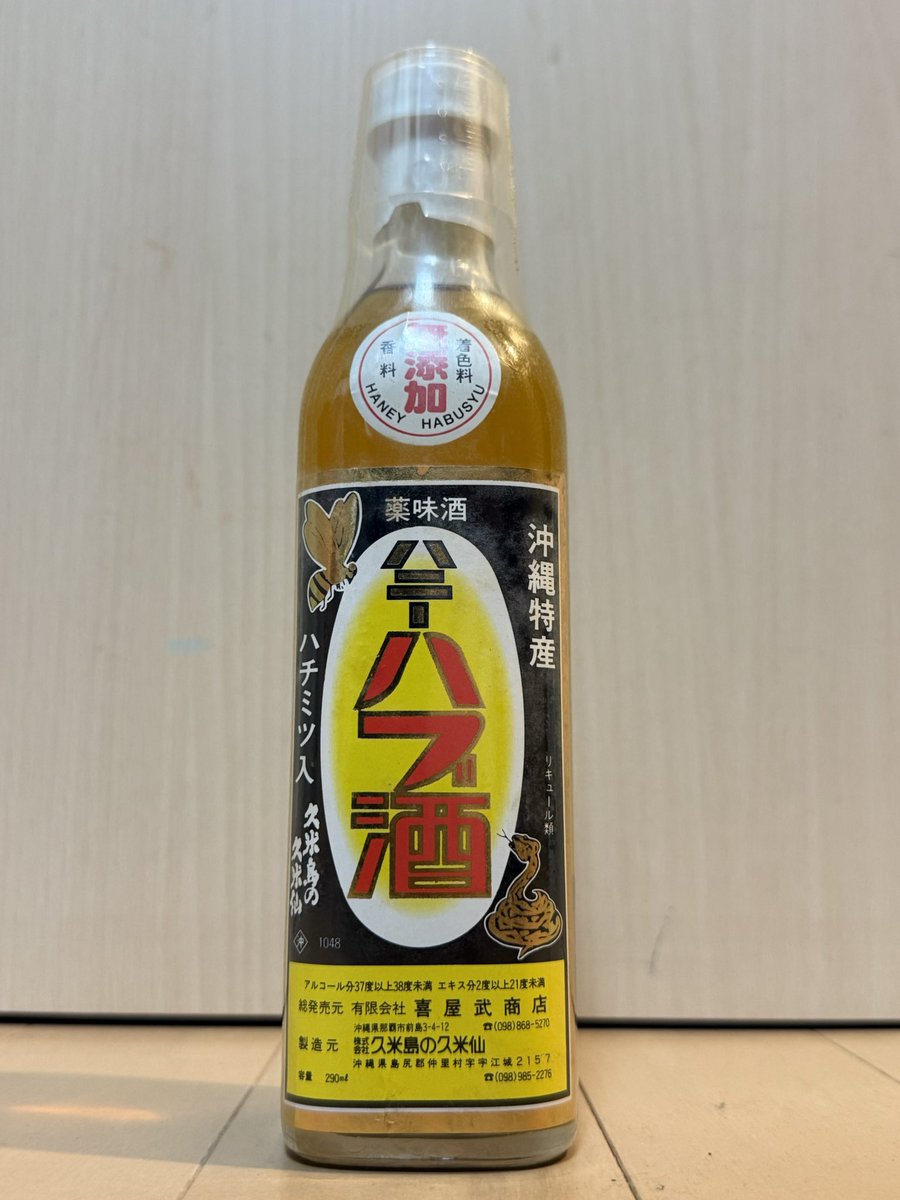 無添加
香料
着色料
HANEY HABUSYU
薬味酒
沖縄特産
ハニーハブ酒
ハチミツ入
久米島の
久米仙
リキュール類
沖
1048
アルコール分37度以上38度未満 エキス分2度以上21度未満
総発売元 有限会社 喜屋武商店
沖縄県那覇市前島3-4-12 ☎(098)868-5270
製造元 株式会社 久米島の久米仙
沖縄県島尻郡仲里村字宇江城2157
容量 290ml ☎(098)985-2276